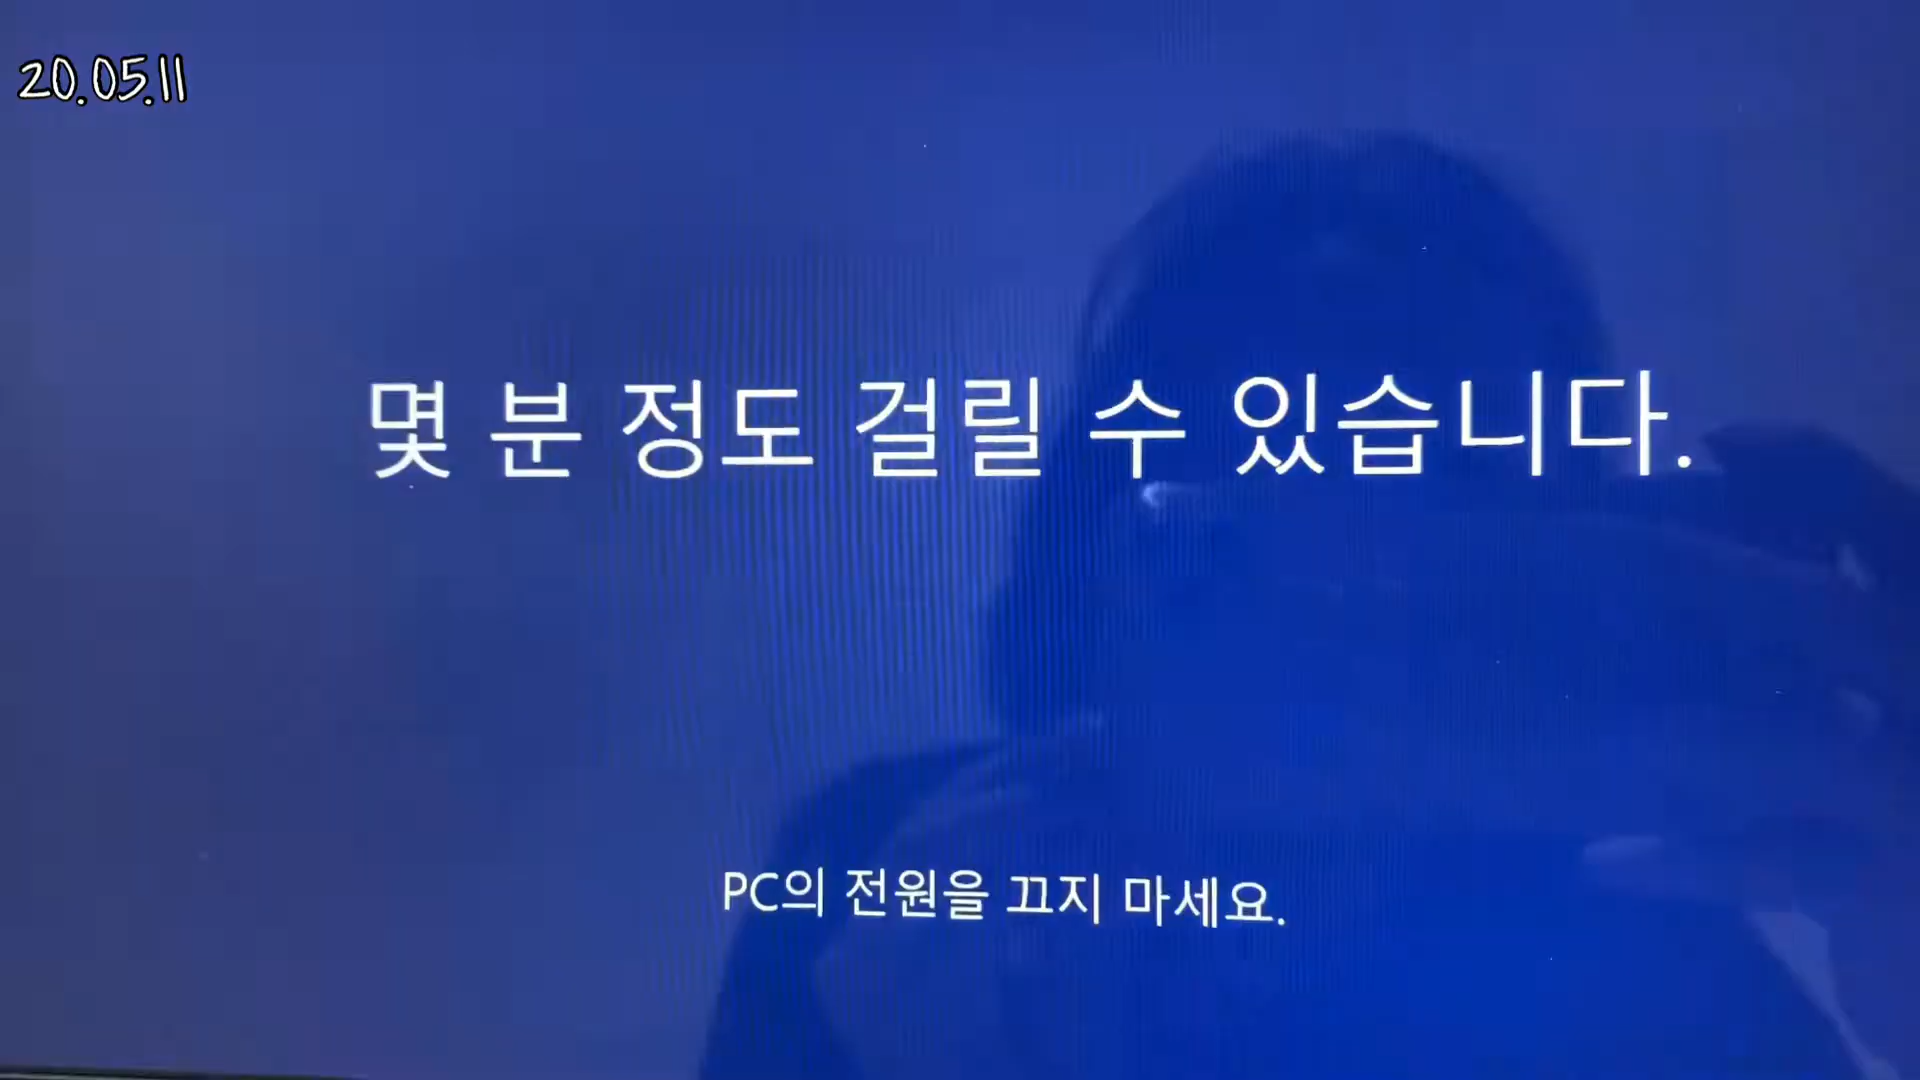 20.05.11
몇 분 정도 걸릴 수 있습니다.
PC의 전원을 끄지 마세요.